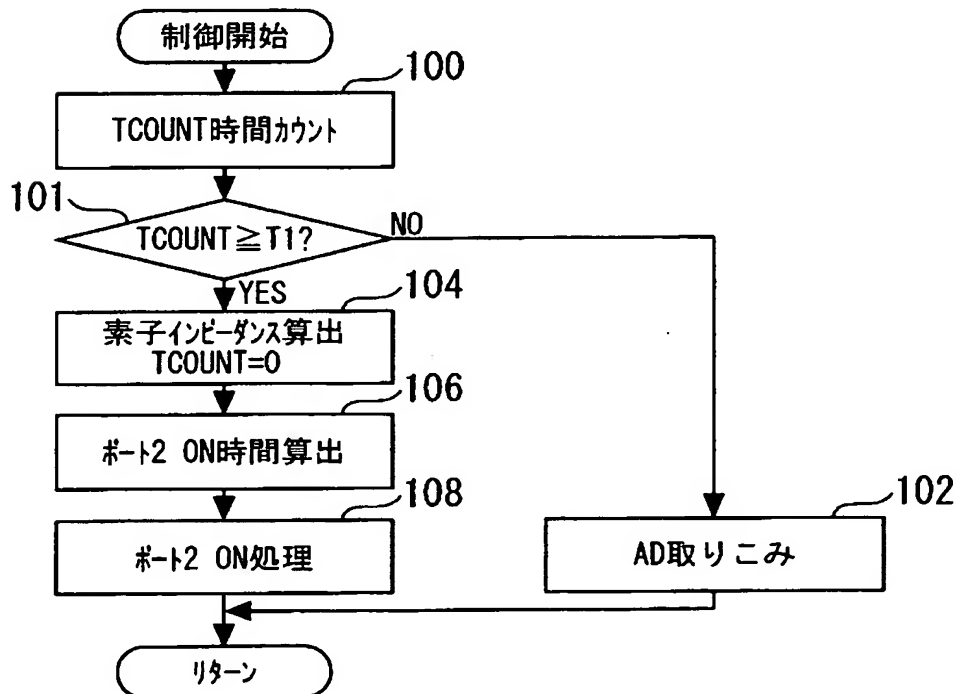 制御開始
100
TCOUNT時間ｶｳﾝﾄ
101
TCOUNT≧T1?
NO
YES
104
素子ｲﾝﾋﾟｰﾀﾞﾝｽ算出
TCOUNT=0
106
ﾎﾟｰﾄ2 ON時間算出
108
ﾎﾟｰﾄ2 ON処理
102
AD取りこみ
ﾘﾀｰﾝ